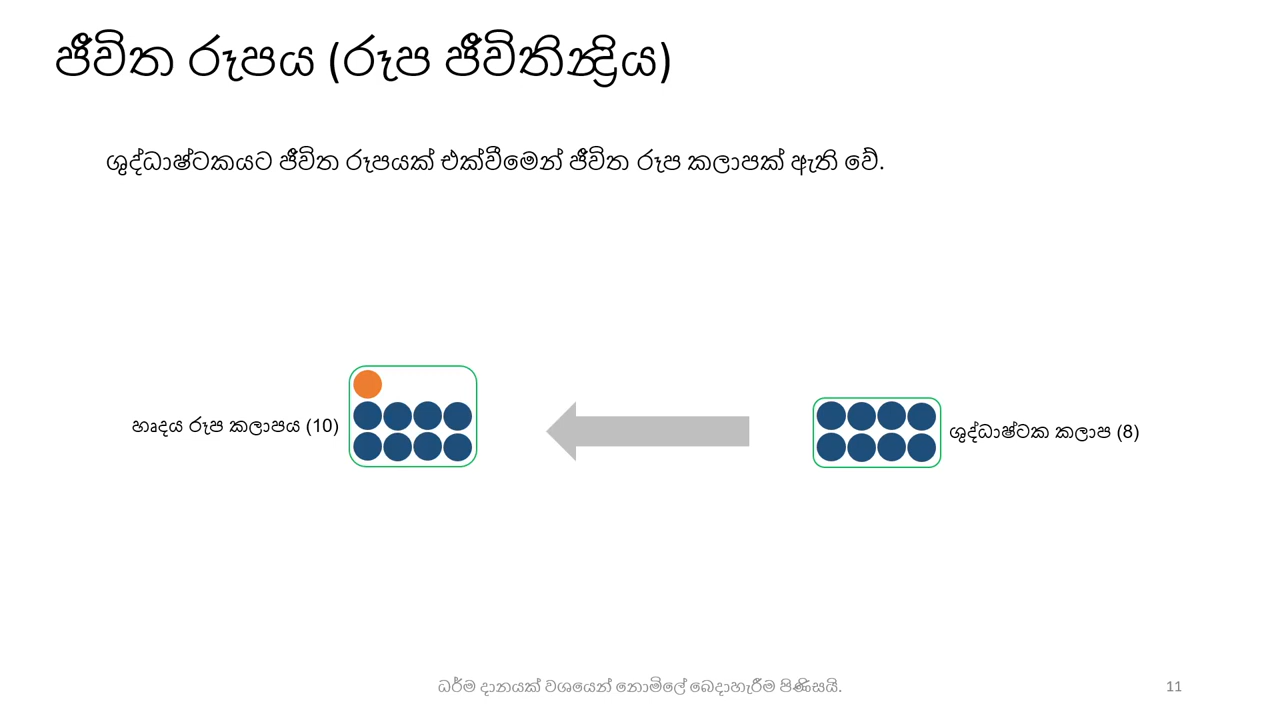 ජීවිත රූපය (රූප ජීවිතින්‍ද්‍රිය)
ශුද්ධාෂ්ටකයට ජීවිත රූපයක් එක්වීමෙන් ජීවිත රූප කලාපක් ඇති වේ.
හෘදය රූප කලාපය (10)
ශුද්ධාෂ්ටක කලාප (8)
ධර්ම දානයක් වශයෙන් නොමිලේ බෙදාහැරීම පිණිසයි.
11